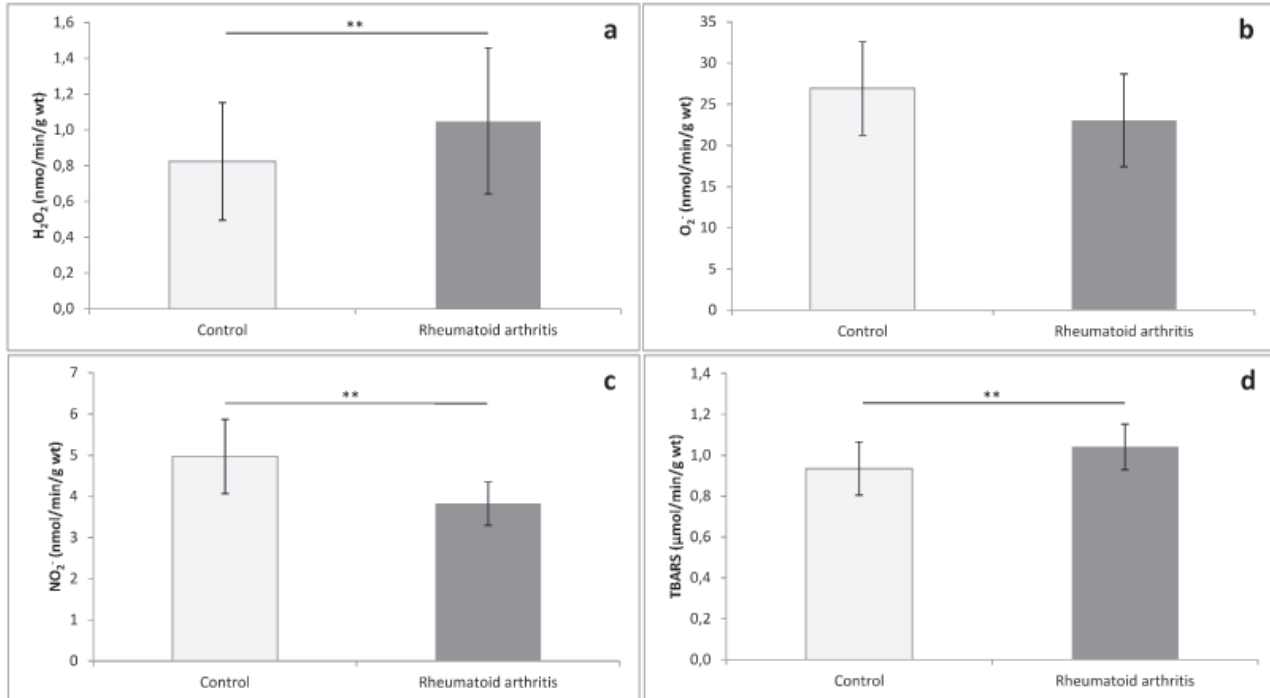 a
**
1,6
1,4
1,2
1,0
0,8
0,6
0,4
0,2
0,0
H₂O₂ (nmo/min/g wt)
Control
Rheumatoid arthritis
b
35
30
25
20
15
10
5
0
O₂⁻ (nmol/min/g wt)
Control
Rheumatoid arthritis
c
**
7
6
5
4
3
2
1
0
NO₂⁻ (nmol/min/g wt)
Control
Rheumatoid arthritis
d
**
1,4
1,2
1,0
0,8
0,6
0,4
0,2
0,0
TBARS (μmol/min/g wt)
Control
Rheumatoid arthritis